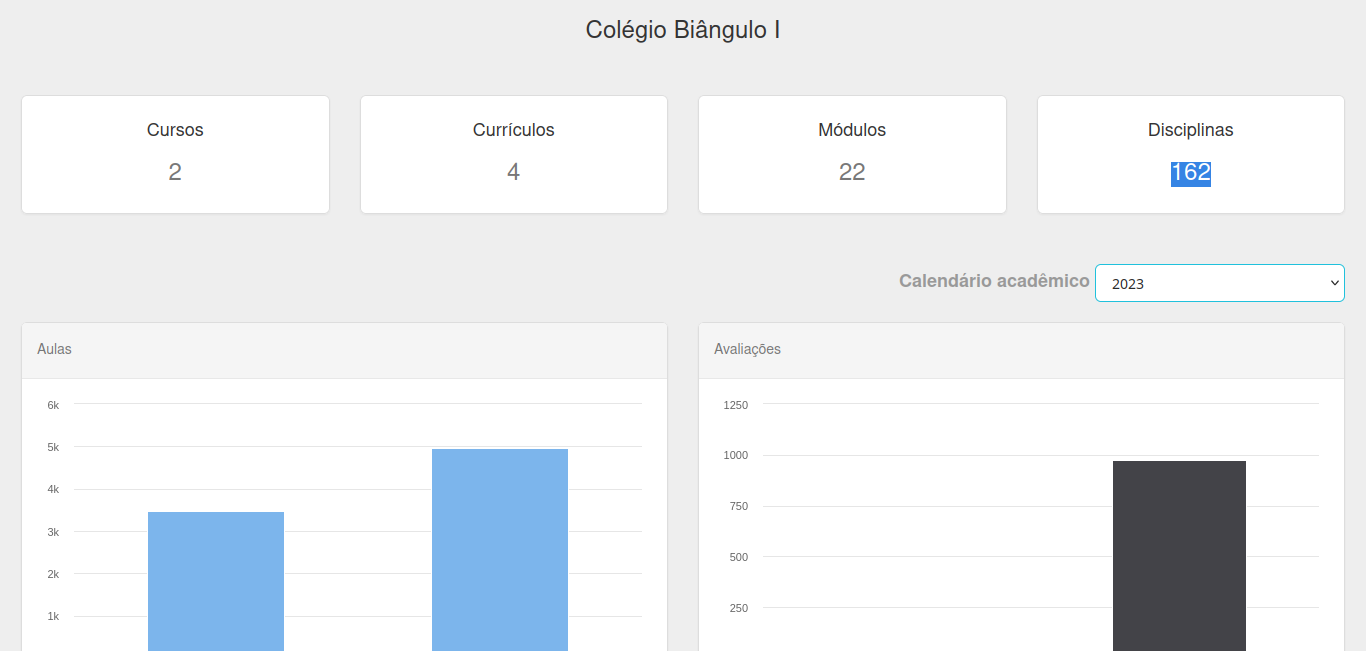 Colégio Biângulo I
Cursos
2
Currículos
4
Módulos
22
Disciplinas
162
Calendário acadêmico 2023
Aulas
6k
5k
4k
3k
2k
1k
Avaliações
1250
1000
750
500
250